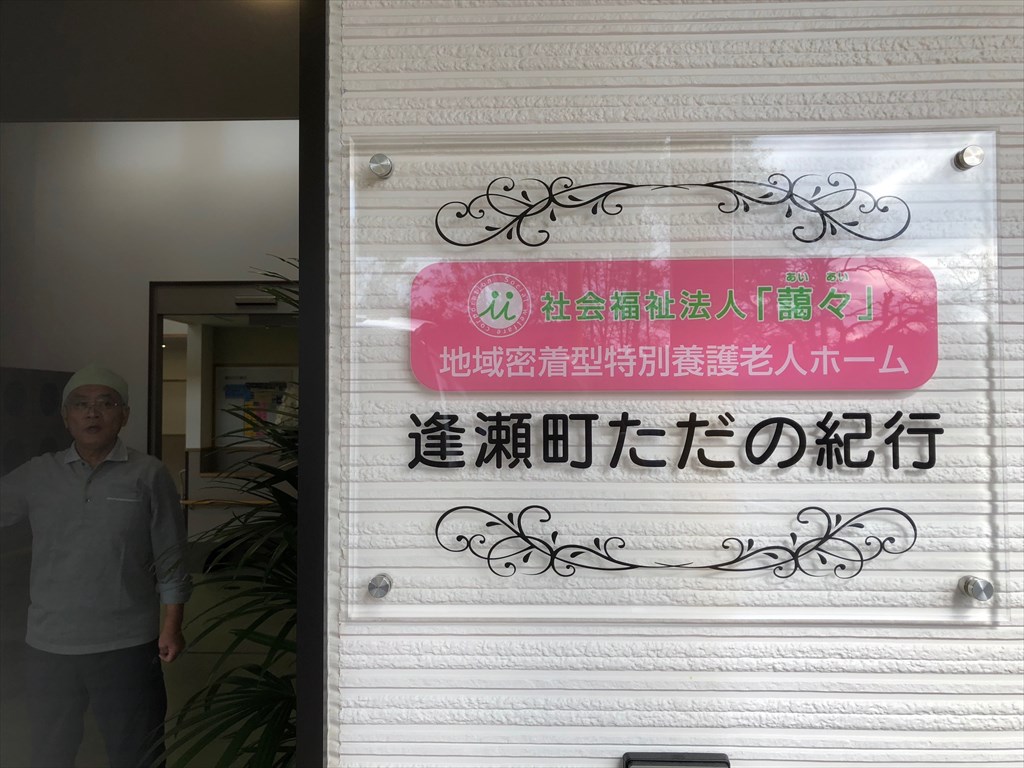 あい あい
社会福祉法人「藹々」
地域密着型特別養護老人ホーム
逢瀬町ただの紀行